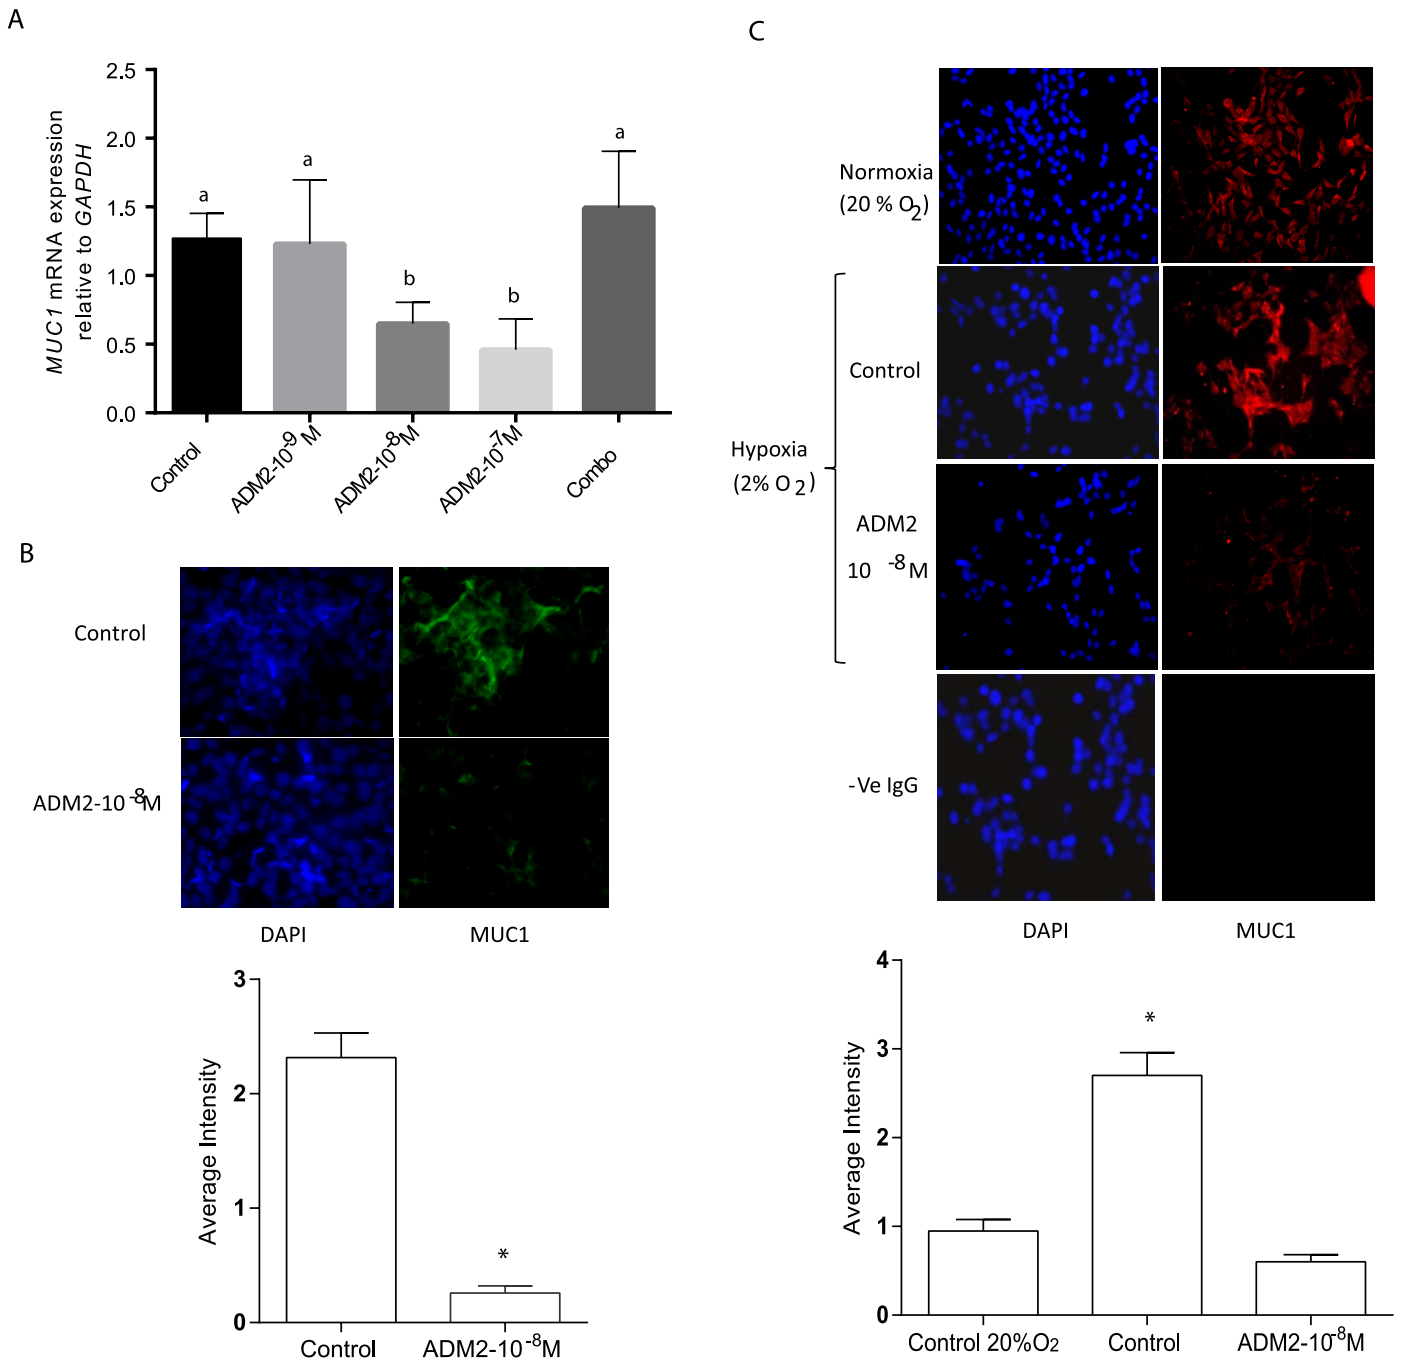 A
MUC1 mRNA expression
relative to GAPDH
2.5
2.0
1.5
1.0
0.5
0.0
a
a
b
b
a
Control
ADM2-10-9M
ADM2-10-8M
ADM2-10-7M
Combo
B
Control
ADM2-10-8M
DAPI
MUC1
Average Intensity
3
2
1
0
*
Control
ADM2-10-8M
C
Normoxia
(20 % O2)
Hypoxia
(2% O 2)
Control
ADM2
10 -8 M
-Ve IgG
DAPI
MUC1
Average Intensity
4
3
2
1
0
*
Control 20%O2
Control
ADM2-10-8M